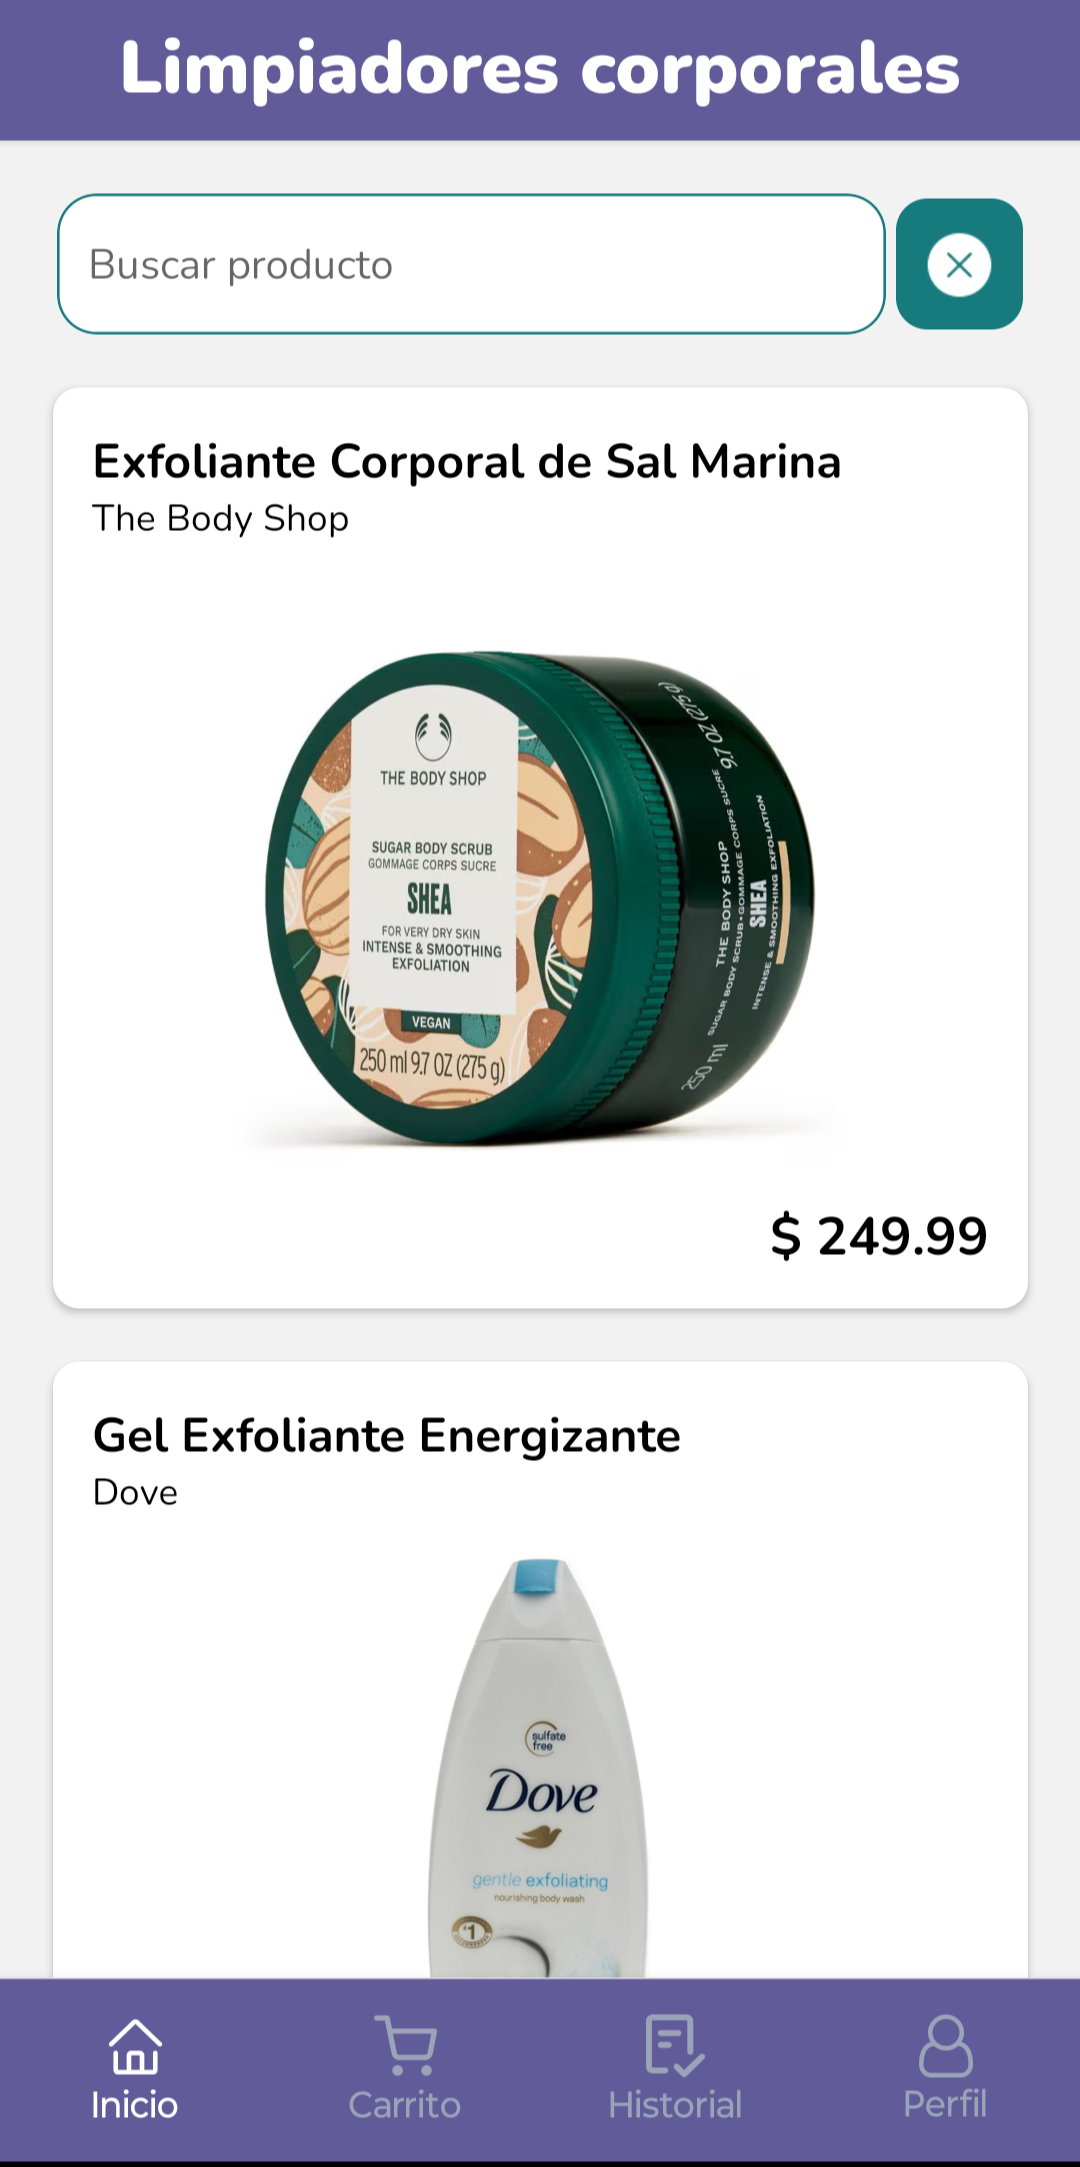 Limpiadores corporales
Buscar producto
Exfoliante Corporal de Sal Marina
The Body Shop
THE BODY SHOP
SUGAR BODY SCRUB
GOMMAGE CORPS SUCRE
SHEA
FOR VERY DRY SKIN
INTENSE & SMOOTHING
EXFOLIATION
VEGAN
250 ml 9.7 OZ (275 g)
THE BODY SHOP
SUGAR BODY SCRUB•GOMMAGE CORPS SUCRE
SHEA
INTENSE & SMOOTHING EXFOLIATION
250 ml 9.7 OZ (275 g)
$ 249.99
Gel Exfoliante Energizante
Dove
sulfate
free
Dove
gentle exfoliating
nourishing body wash
#1
Inicio
Carrito
Historial
Perfil